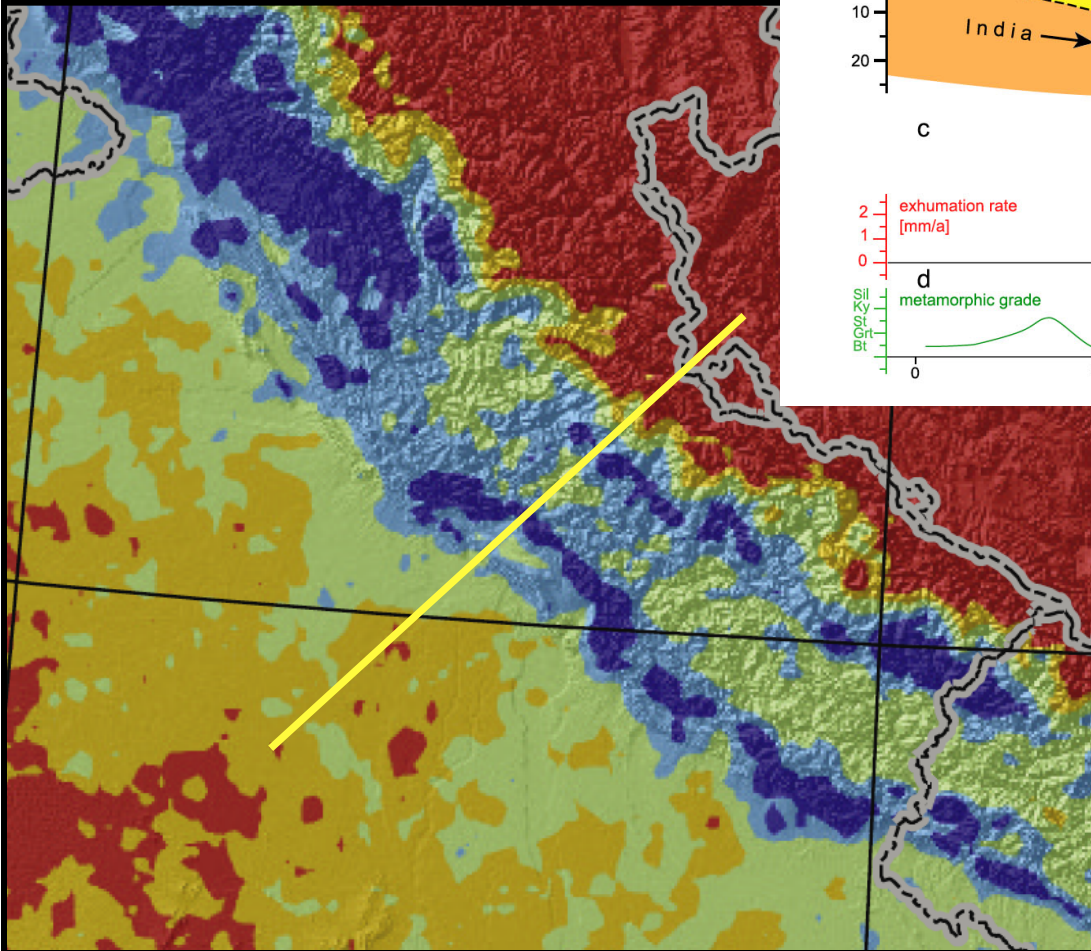 10
India
20
c
2
exhumation rate
1
[mm/a]
0
d
Sil
metamorphic grade
Ky
St
Grt
Bt
0